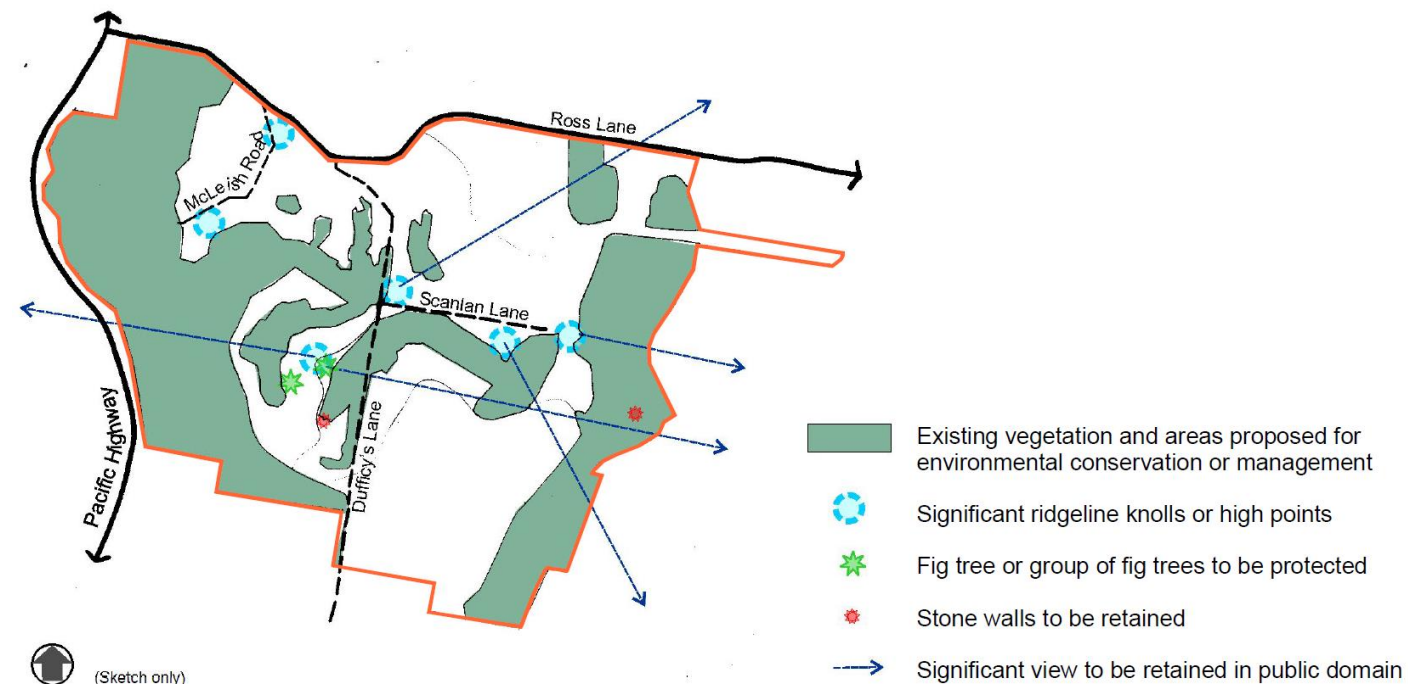 Ross Lane
McLeish Road
Scanlan Lane
Pacific Highway
Dufficy's Lane
Existing vegetation and areas proposed for
environmental conservation or management
Significant ridgeline knolls or high points
Fig tree or group of fig trees to be protected
Stone walls to be retained
Significant view to be retained in public domain
(Sketch only)